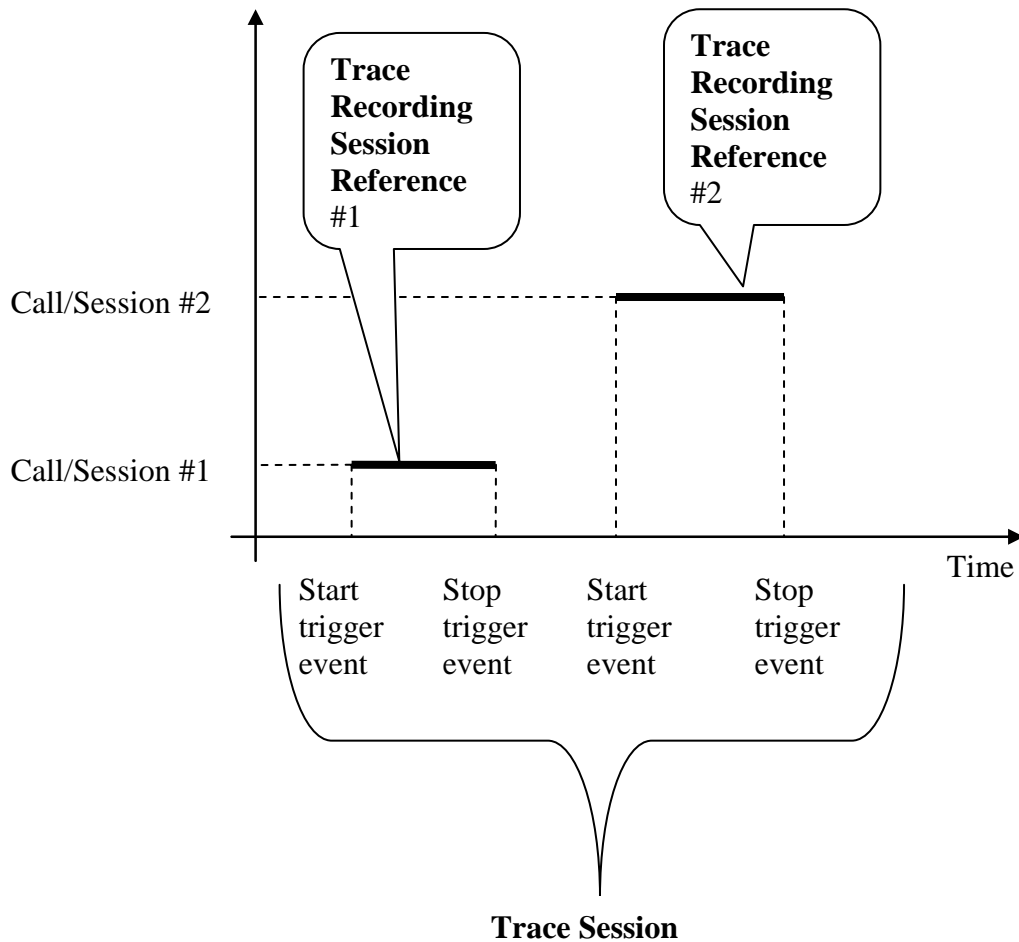 Trace
Recording
Session
Reference
#1
Trace
Recording
Session
Reference
#2
Call/Session #2
Call/Session #1
Time
Start
trigger
event
Stop
trigger
event
Start
trigger
event
Stop
trigger
event
Trace Session